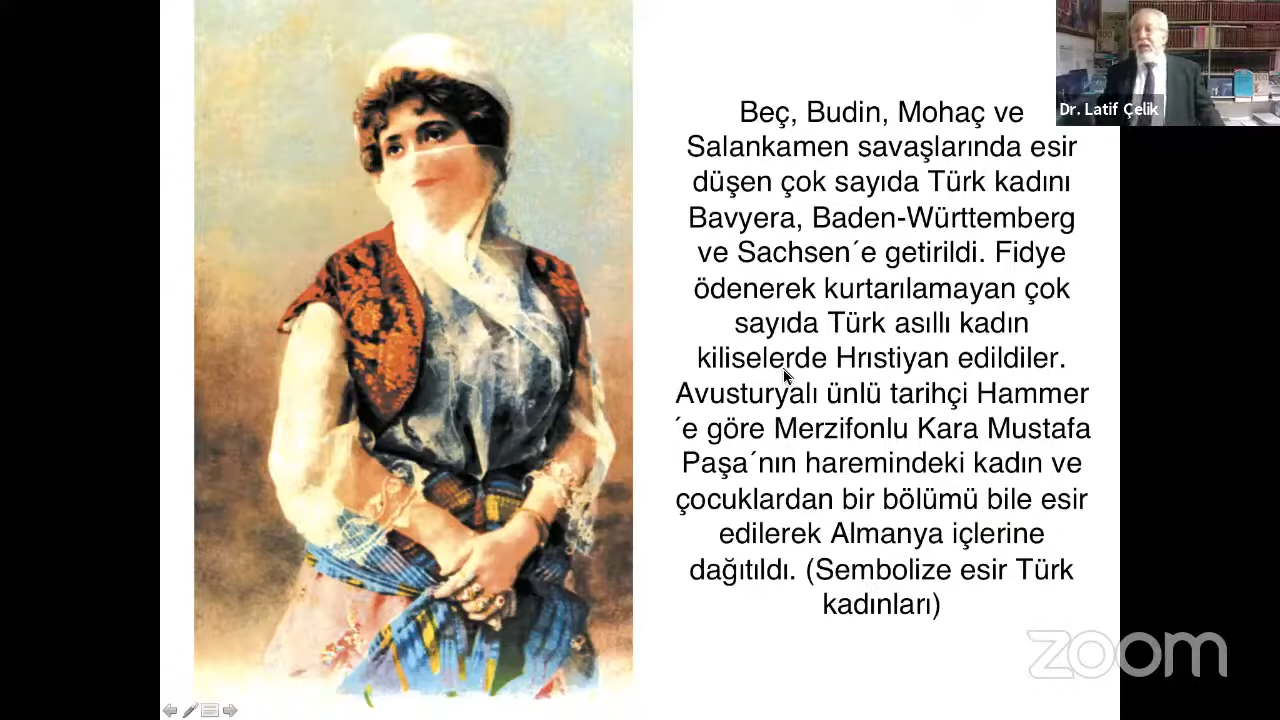 Dr. Latif Çelik
Beç, Budin, Mohaç ve
Salankamen savaşlarında esir
düşen çok sayıda Türk kadını
Bavyera, Baden-Württemberg
ve Sachsen´e getirildi. Fidye
ödenerek kurtarılamayan çok
sayıda Türk asıllı kadın
kiliselerde Hrıstiyan edildiler.
Avusturyalı ünlü tarihçi Hammer
´e göre Merzifonlu Kara Mustafa
Paşa´nın haremindeki kadın ve
çocuklardan bir bölümü bile esir
edilerek Almanya içlerine
dağıtıldı. (Sembolize esir Türk
kadınları)
zoom